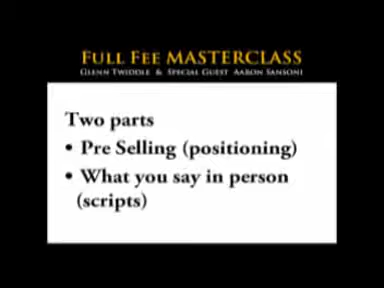 FULL FEE MASTERCLASS
GLENN TWIDDLE & SPECIAL GUEST AARON SANSONI
Two parts
• Pre Selling (positioning)
• What you say in person
(scripts)